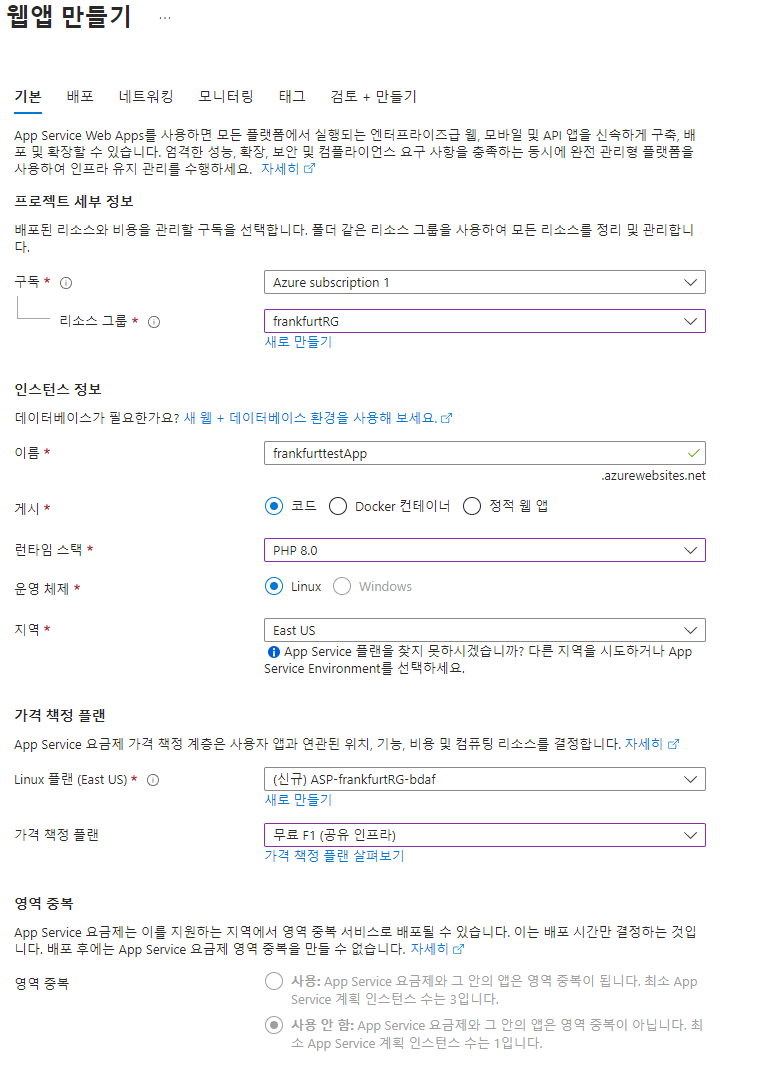 웹앱 만들기 ...
기본 배포 네트워킹 모니터링 태그 검토 + 만들기
App Service Web Apps를 사용하면 모든 플랫폼에서 실행되는 엔터프라이즈급 웹, 모바일 및 API 앱을 신속하게 구축, 배
포 및 확장할 수 있습니다. 엄격한 성능, 확장, 보안 및 컴플라이언스 요구 사항을 충족하는 동시에 완전 관리형 플랫폼을
사용하여 인프라 유지 관리를 수행하세요. 자세히
프로젝트 세부 정보
배포된 리소스와 비용을 관리할 구독을 선택합니다. 폴더 같은 리소스 그룹을 사용하여 모든 리소스를 정리 및 관리합니
다.
구독 * Azure subscription 1
리소스 그룹 * frankfurtRG
새로 만들기
인스턴스 정보
데이터베이스가 필요한가요? 새 웹 + 데이터베이스 환경을 사용해 보세요.
이름 * frankfurttestApp
.azurewebsites.net
게시 * 코드 Docker 컨테이너 정적 웹 앱
런타임 스택 * PHP 8.0
운영 체제 * Linux Windows
지역 * East US
App Service 플랜을 찾지 못하시겠습니까? 다른 지역을 시도하거나 App
Service Environment를 선택하세요.
가격 책정 플랜
App Service 요금제 가격 책정 계층은 사용자 앱과 연관된 위치, 기능, 비용 및 컴퓨팅 리소스를 결정합니다. 자세히
Linux 플랜 (East US) * (신규) ASP-frankfurtRG-bdaf
새로 만들기
가격 책정 플랜 무료 F1 (공유 인프라)
가격 책정 플랜 살펴보기
영역 중복
App Service 요금제는 이를 지원하는 지역에서 영역 중복 서비스로 배포될 수 있습니다. 이는 배포 시간만 결정하는 것입
니다. 배포 후에는 App Service 요금제 영역 중복을 만들 수 없습니다. 자세히
영역 중복 사용: App Service 요금제와 그 안의 앱은 영역 중복이 됩니다. 최소 App
Service 계획 인스턴스 수는 3입니다.
사용 안 함: App Service 요금제와 그 안의 앱은 영역 중복이 아닙니다. 최
소 App Service 계획 인스턴스 수는 1입니다.